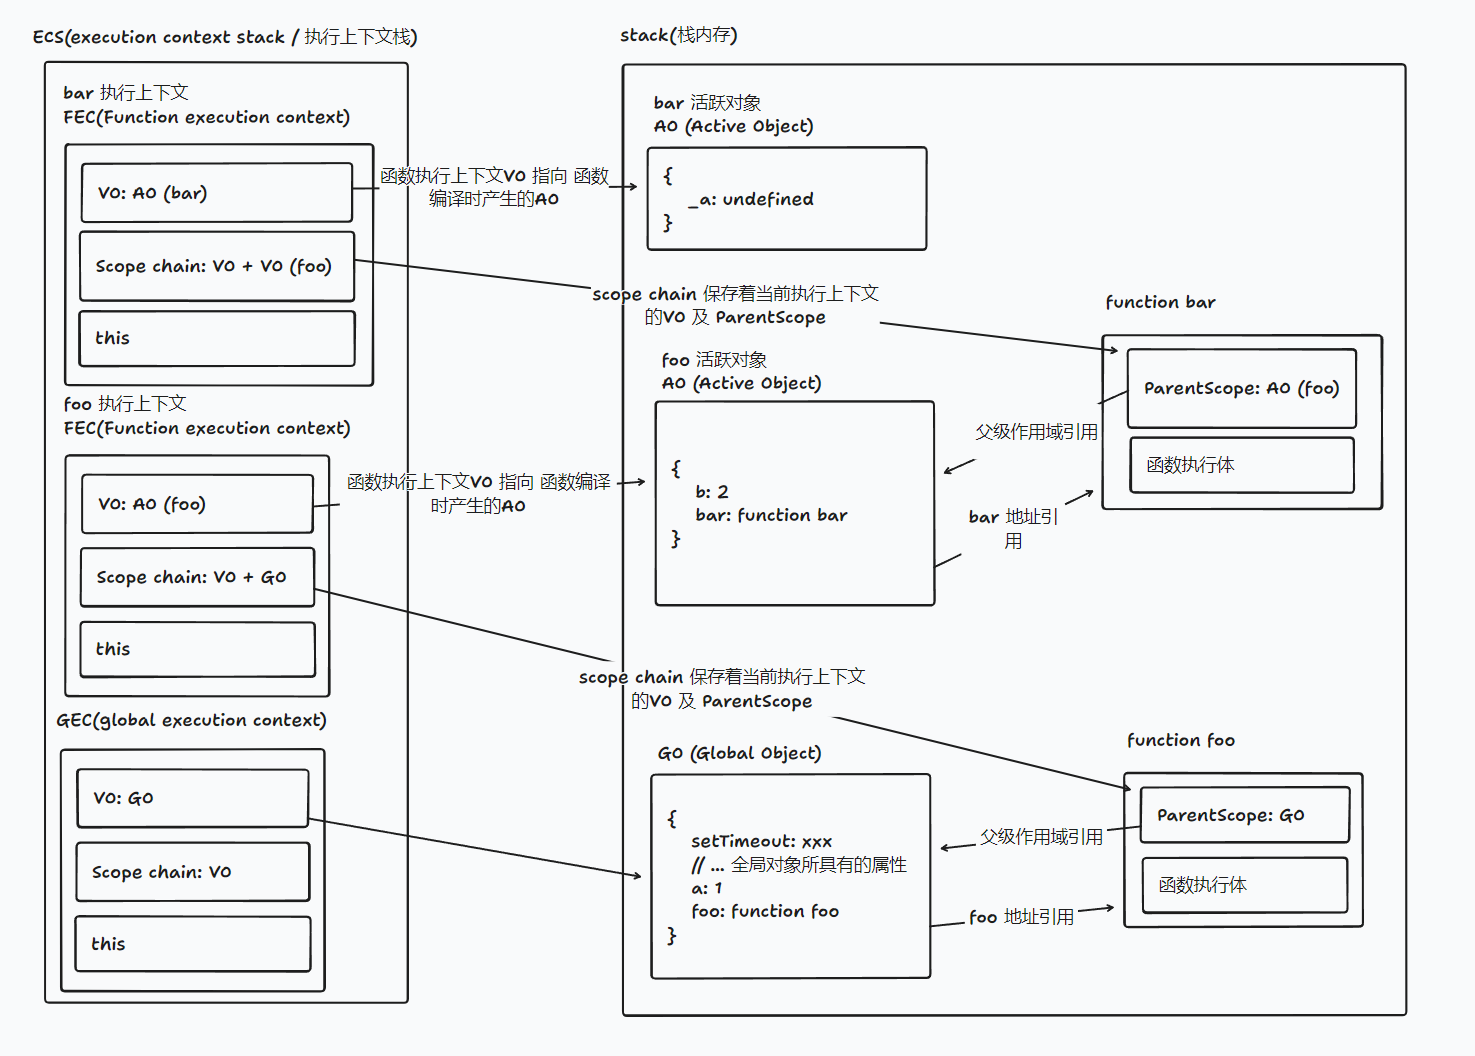 ECS(execution context stack / 执行上下文栈)
bar 执行上下文
FEC(Function execution context)
VO: AO (bar)
Scope chain: VO + VO (foo)
this
foo 执行上下文
FEC(Function execution context)
VO: AO (foo)
Scope chain: VO + GO
this
GEC(global execution context)
VO: GO
Scope chain: VO
this
函数执行上下文VO 指向 函数
编译时产生的AO
scope chain 保存着当前执行上下文
的VO 及 ParentScope
函数执行上下文VO 指向 函数编译
时产生的AO
scope chain 保存着当前执行上下文
的VO 及 ParentScope
stack(栈内存)
bar 活跃对象
AO (Active Object)
{
_a: undefined
}
foo 活跃对象
AO (Active Object)
{
b: 2
bar: function bar
}
GO (Global Object)
{
setTimeout: xxx
// ... 全局对象所具有的属性
a: 1
foo: function foo
}
function bar
ParentScope: AO (foo)
函数执行体
父级作用域引用
bar 地址引
用
function foo
ParentScope: GO
函数执行体
父级作用域引用
foo 地址引用